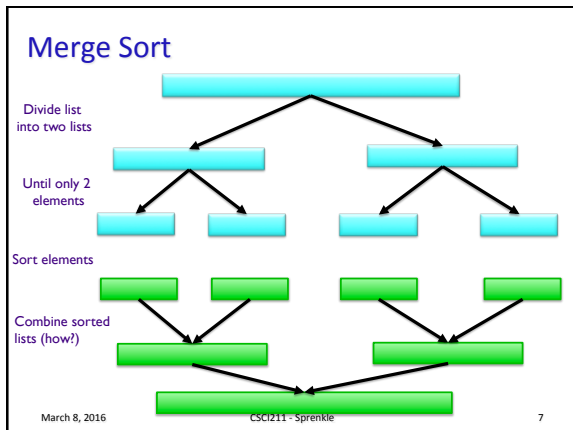 Merge Sort
Divide list
into two lists
Until only 2
elements
Sort elements
Combine sorted
lists (how?)
March 8, 2016
CSCI211 - Sprenkle
7